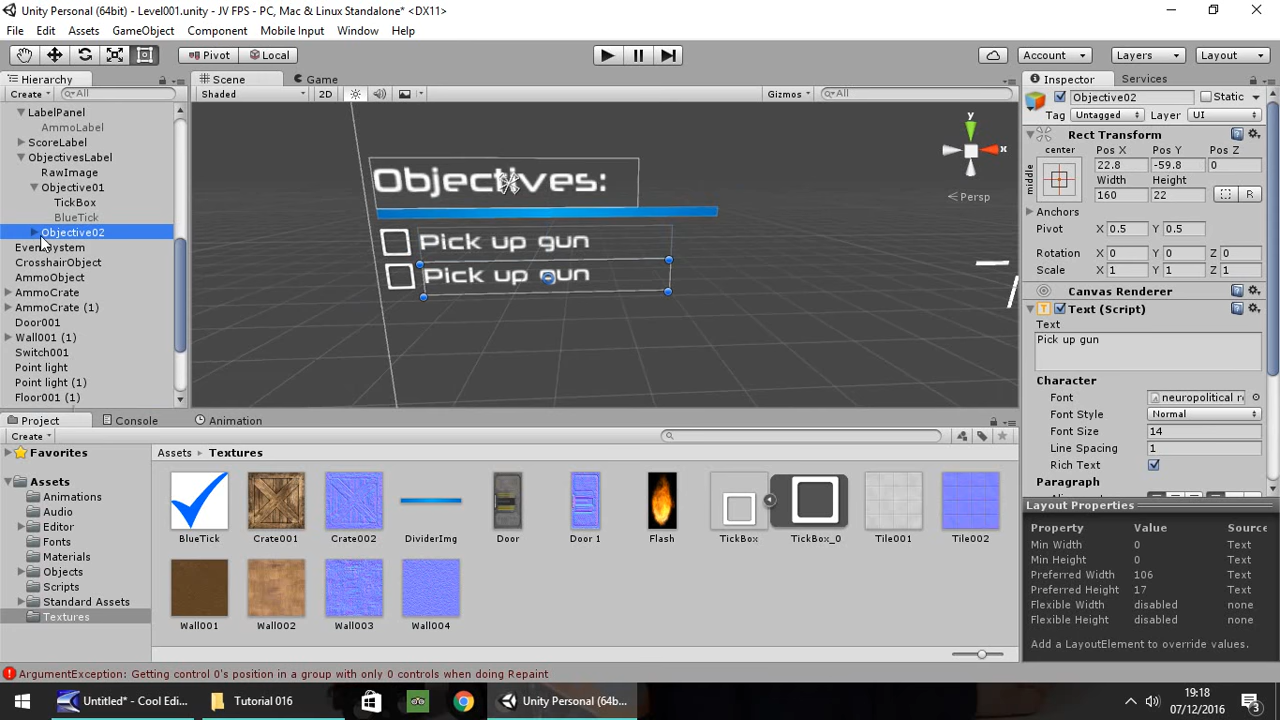 Unity Personal (64bit) - Level001.unity - JV FPS - PC, Mac & Linux Standalone* <DX11>
File Edit Assets GameObject Component Mobile Input Window Help
Pivot Local Account Layers Layout
Hierarchy Scene Game Inspector Services
Create All Shaded 2D Gizmos All Objective02 Static
LabelPanel
AmmoLabel
ScoreLabel
ObjectivesLabel
RawImage
Objective01
TickBox
BlueTick
Objective02
EventSystem
CrosshairObject
AmmoObject
AmmoCrate
AmmoCrate (1)
Door001
Wall001 (1)
Switch001
Point light
Point light (1)
Floor001 (1)
Objectives:
Pick up gun
Pick up gun
y
x
Persp
Tag Untagged Layer UI
Rect Transform
center Pos X Pos Y Pos Z
22.8 -59.8 0
Width Height
160 22 R
Anchors
Pivot X 0.5 Y 0.5
Rotation X 0 Y 0 Z 0
Scale X 1 Y 1 Z 1
Canvas Renderer
Text (Script)
Text
Pick up gun
Character
Font neuropolitical r
Font Style Normal
Font Size 14
Line Spacing 1
Rich Text
Paragraph
Layout Properties
Property Value Source
Min Width 0 Text
Min Height 0 Text
Preferred Width 106 Text
Preferred Height 17 Text
Flexible Width disabled none
Flexible Height disabled none
Add a LayoutElement to override values.
Project Console Animation
Create
Favorites
Assets
Animations
Audio
Editor
Fonts
Materials
Objects
Scripts
Standard Assets
Textures
Assets Textures
BlueTick Crate001 Crate002 DividerImg Door Door 1 Flash TickBox TickBox_0 Tile001 Tile002
Wall001 Wall002 Wall003 Wall004
ArgumentException: Getting control 0's position in a group with only 0 controls when doing Repaint
Untitled* - Cool Edi... Tutorial 016 Unity Personal (64b...
19:18
07/12/2016
3